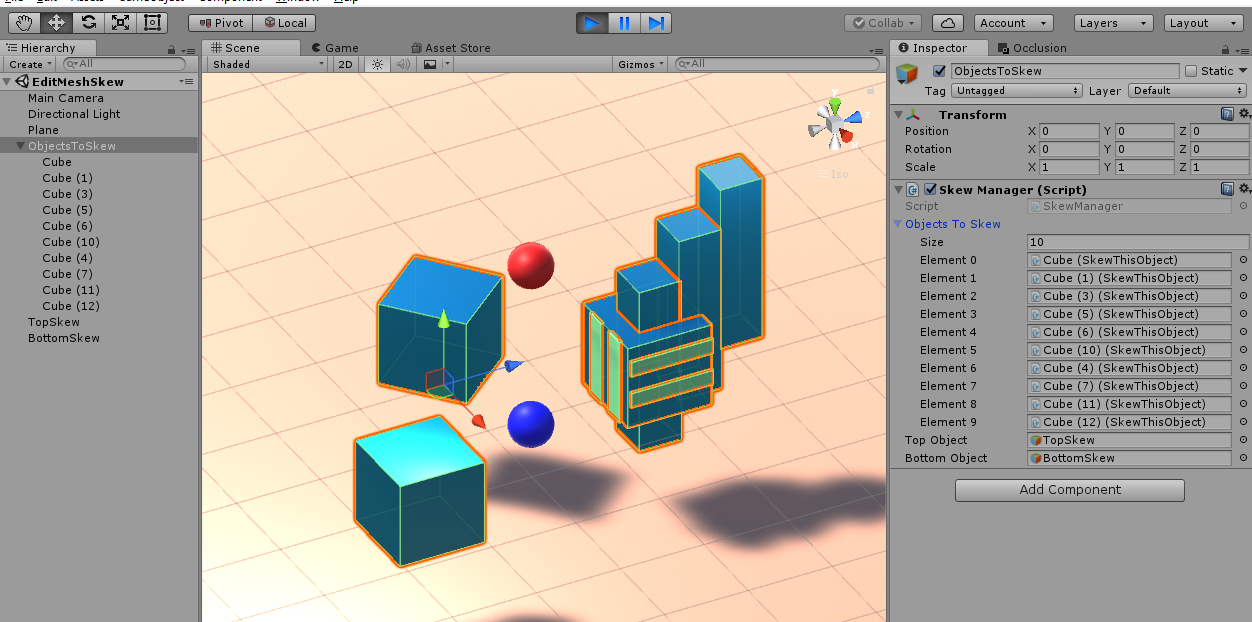 Pivot Local Collab Account Layers Layout
Hierarchy
Create All
EditMeshSkew
Main Camera
Directional Light
Plane
ObjectsToSkew
Cube
Cube (1)
Cube (3)
Cube (5)
Cube (6)
Cube (10)
Cube (4)
Cube (7)
Cube (11)
Cube (12)
TopSkew
BottomSkew
Scene Game Asset Store
Shaded 2D Gizmos All
y
z
x
Iso
Inspector Occlusion
ObjectsToSkew Static
Tag Untagged Layer Default
Transform
Position X 0 Y 0 Z 0
Rotation X 0 Y 0 Z 0
Scale X 1 Y 1 Z 1
Skew Manager (Script)
Script SkewManager
Objects To Skew
Size 10
Element 0 Cube (SkewThisObject)
Element 1 Cube (1) (SkewThisObject)
Element 2 Cube (3) (SkewThisObject)
Element 3 Cube (5) (SkewThisObject)
Element 4 Cube (6) (SkewThisObject)
Element 5 Cube (10) (SkewThisObject)
Element 6 Cube (4) (SkewThisObject)
Element 7 Cube (7) (SkewThisObject)
Element 8 Cube (11) (SkewThisObject)
Element 9 Cube (12) (SkewThisObject)
Top Object TopSkew
Bottom Object BottomSkew
Add Component